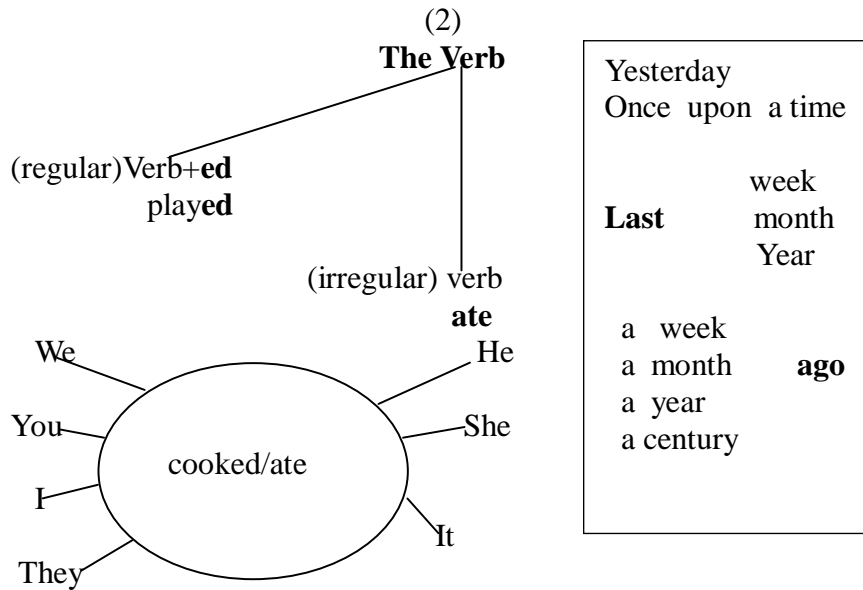 (2)
The Verb
(regular)Verb+ed
played
(irregular) verb
ate
We
He
You
She
cooked/ate
I
It
They
Yesterday
Once upon a time
week
Last month
Year
a week
a month ago
a year
a century